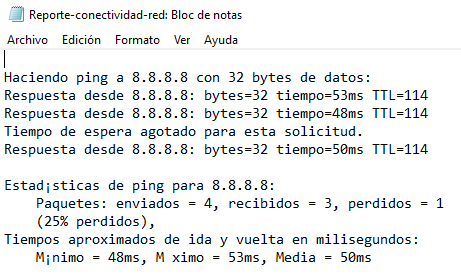 Reporte-conectividad-red: Bloc de notas
Archivo Edición Formato Ver Ayuda
Haciendo ping a 8.8.8.8 con 32 bytes de datos:
Respuesta desde 8.8.8.8: bytes=32 tiempo=53ms TTL=114
Respuesta desde 8.8.8.8: bytes=32 tiempo=48ms TTL=114
Tiempo de espera agotado para esta solicitud.
Respuesta desde 8.8.8.8: bytes=32 tiempo=50ms TTL=114
Estad¡sticas de ping para 8.8.8.8:
Paquetes: enviados = 4, recibidos = 3, perdidos = 1
(25% perdidos),
Tiempos aproximados de ida y vuelta en milisegundos:
M¡nimo = 48ms, M ximo = 53ms, Media = 50ms